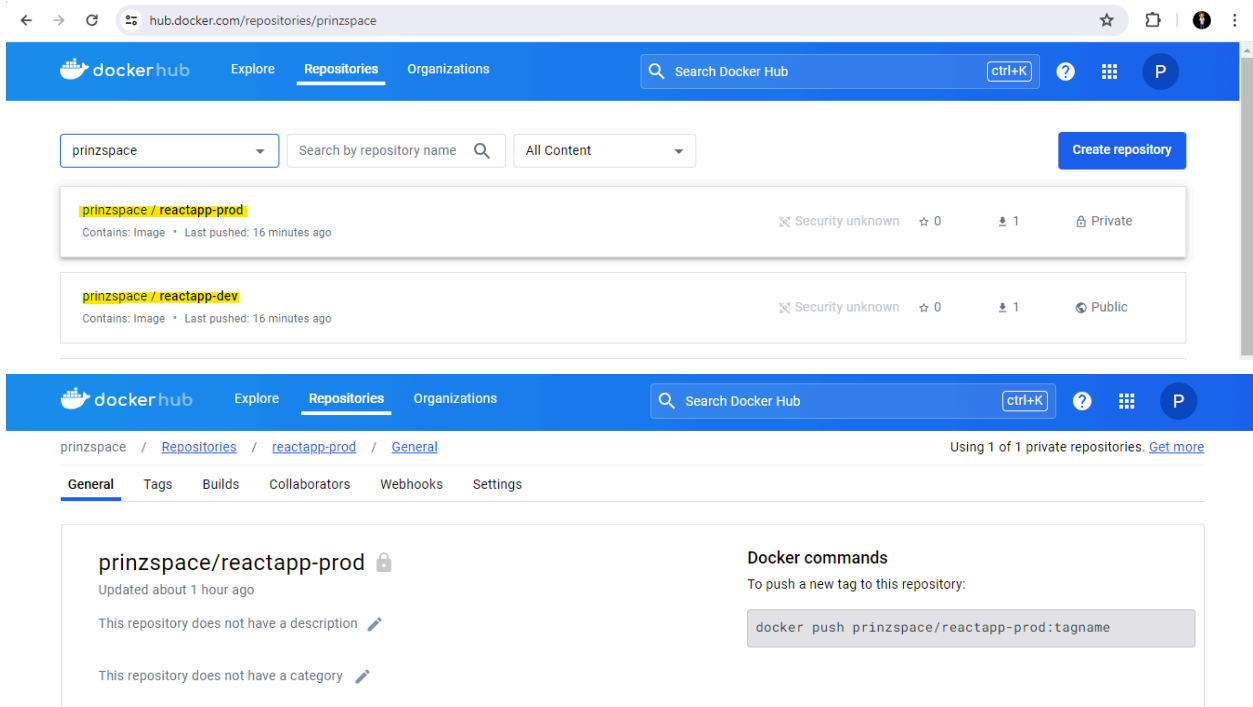 hub.docker.com/repositories/prinzspace
dockerhub Explore Repositories Organizations Search Docker Hub ctrl+K ? P
prinzspace Search by repository name All Content Create repository
prinzspace / reactapp-prod
Contains: Image • Last pushed: 16 minutes ago
Security unknown 0 1 Private
prinzspace / reactapp-dev
Contains: Image • Last pushed: 16 minutes ago
Security unknown 0 1 Public
dockerhub Explore Repositories Organizations Search Docker Hub ctrl+K ? P
prinzspace / Repositories / reactapp-prod / General Using 1 of 1 private repositories. Get more
General Tags Builds Collaborators Webhooks Settings
prinzspace/reactapp-prod
Updated about 1 hour ago
This repository does not have a description
This repository does not have a category
Docker commands
To push a new tag to this repository:
docker push prinzspace/reactapp-prod:tagname